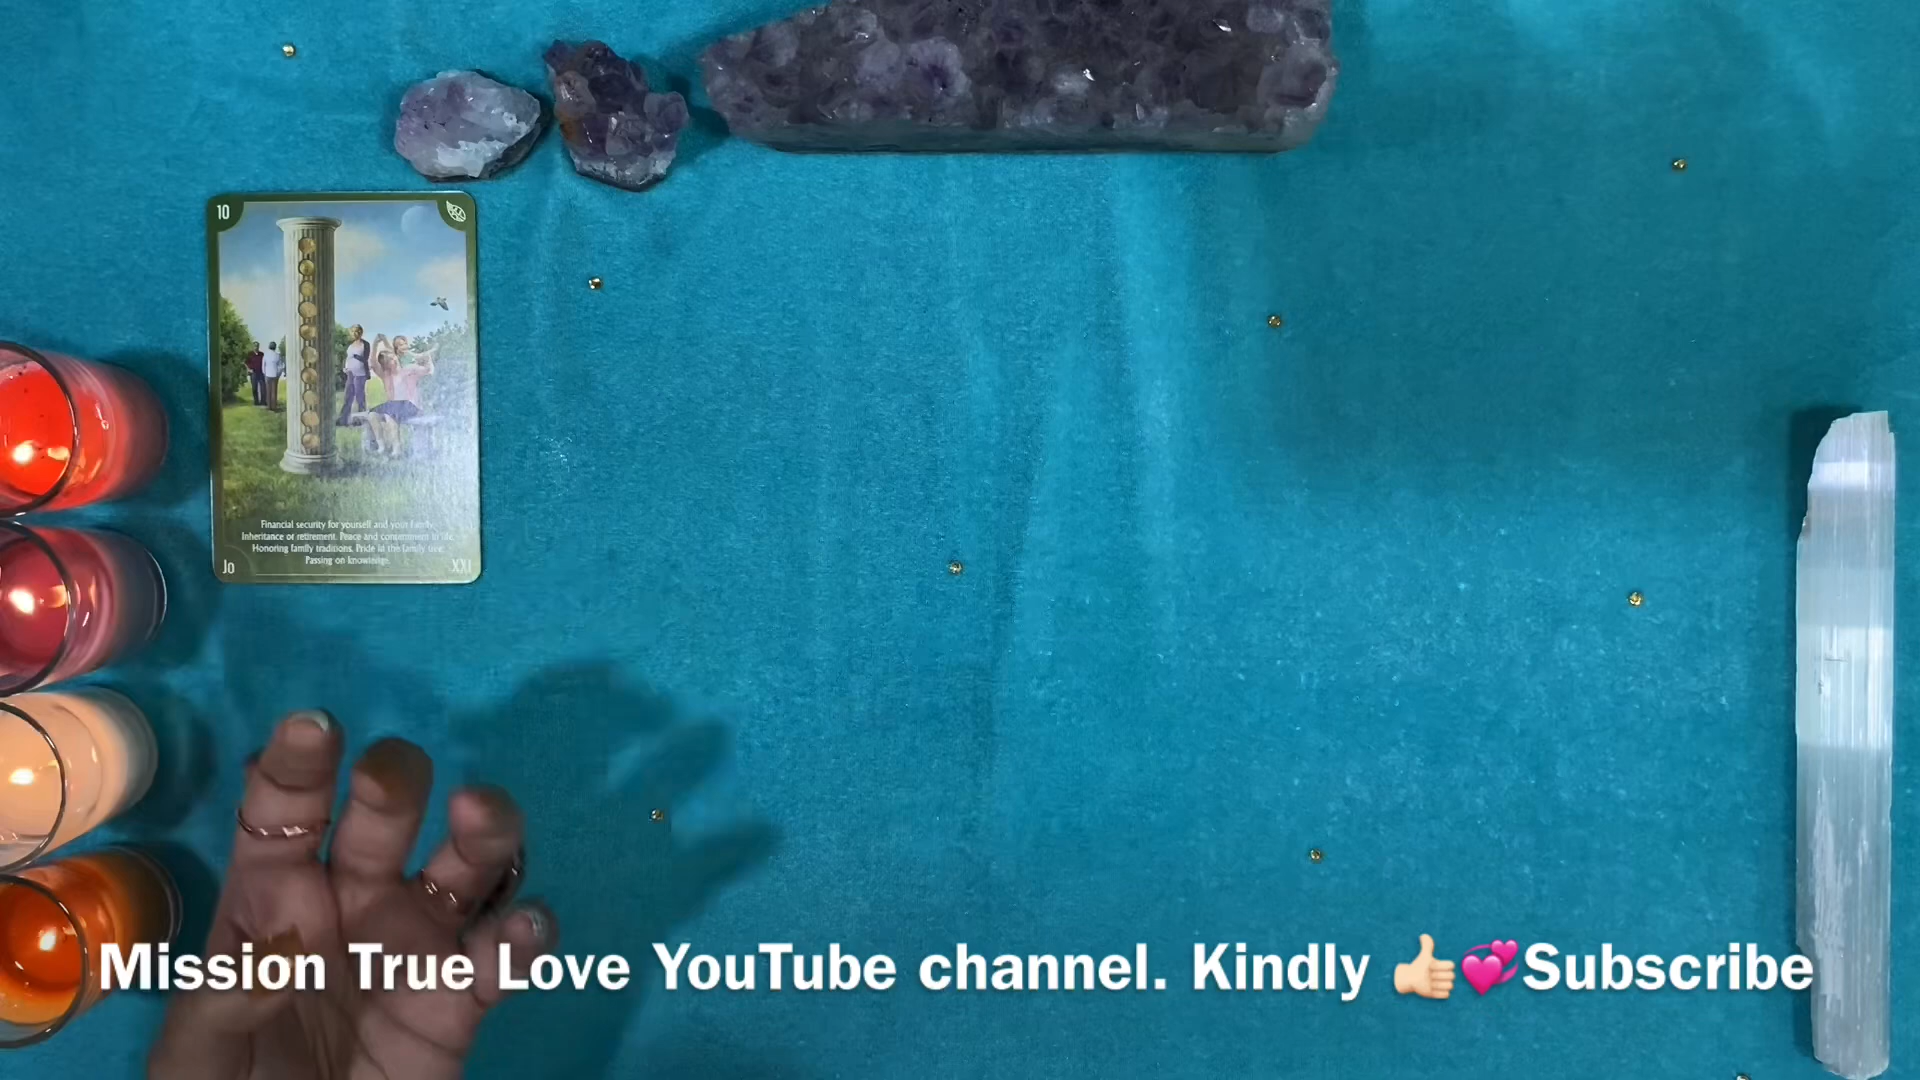 10
Financial security for yourself and your family.
Inheritance or retirement. Peace and contentment in life.
Honoring family traditions. Pride in the family tree.
Passing on knowledge.
Jo
XXI
Mission True Love YouTube channel. Kindly 👍🏻💞Subscribe